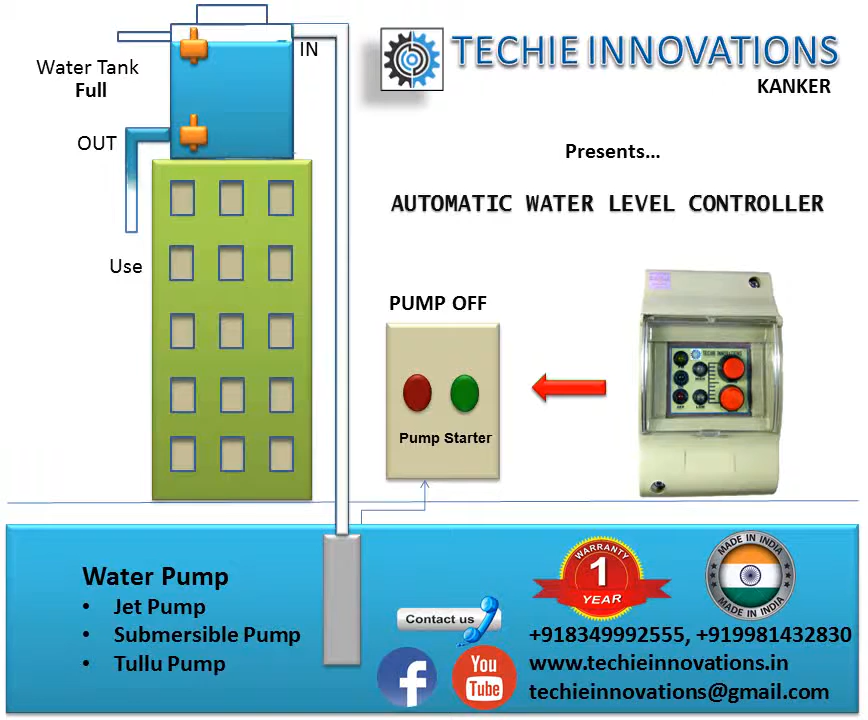 TECHIE INNOVATIONS
KANKER
Water Tank
Full
IN
OUT
Use
Presents...
AUTOMATIC WATER LEVEL CONTROLLER
PUMP OFF
Pump Starter
TECHIE INNOVATIONS
Water Pump
• Jet Pump
• Submersible Pump
• Tullu Pump
Contact us
f
You
Tube
WARRANTY
1
YEAR
MADE IN INDIA
MADE IN INDIA
+918349992555, +919981432830
www.techieinnovations.in
techieinnovations@gmail.com